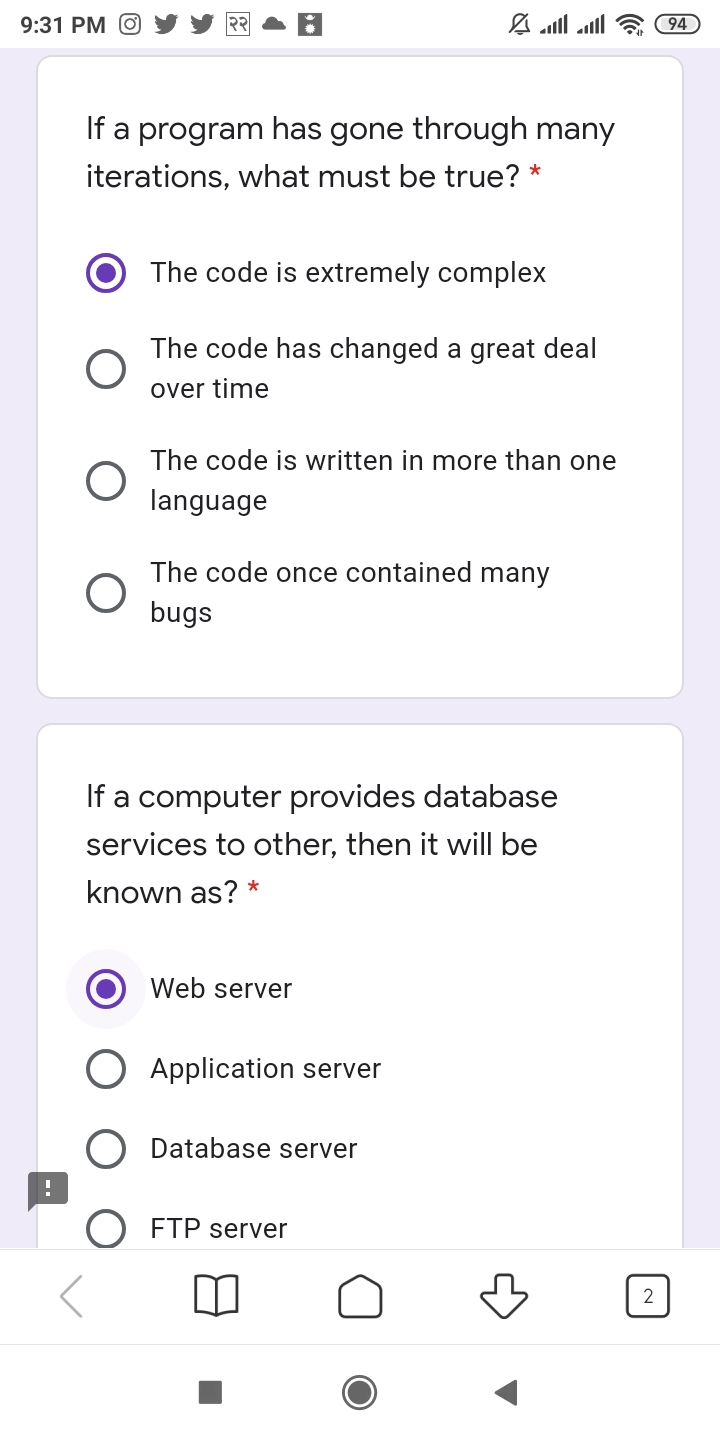 9:31 PM
२२
94
If a program has gone through many
iterations, what must be true? *
The code is extremely complex
The code has changed a great deal
over time
The code is written in more than one
language
The code once contained many
bugs
If a computer provides database
services to other, then it will be
known as? *
Web server
Application server
Database server
FTP server
2